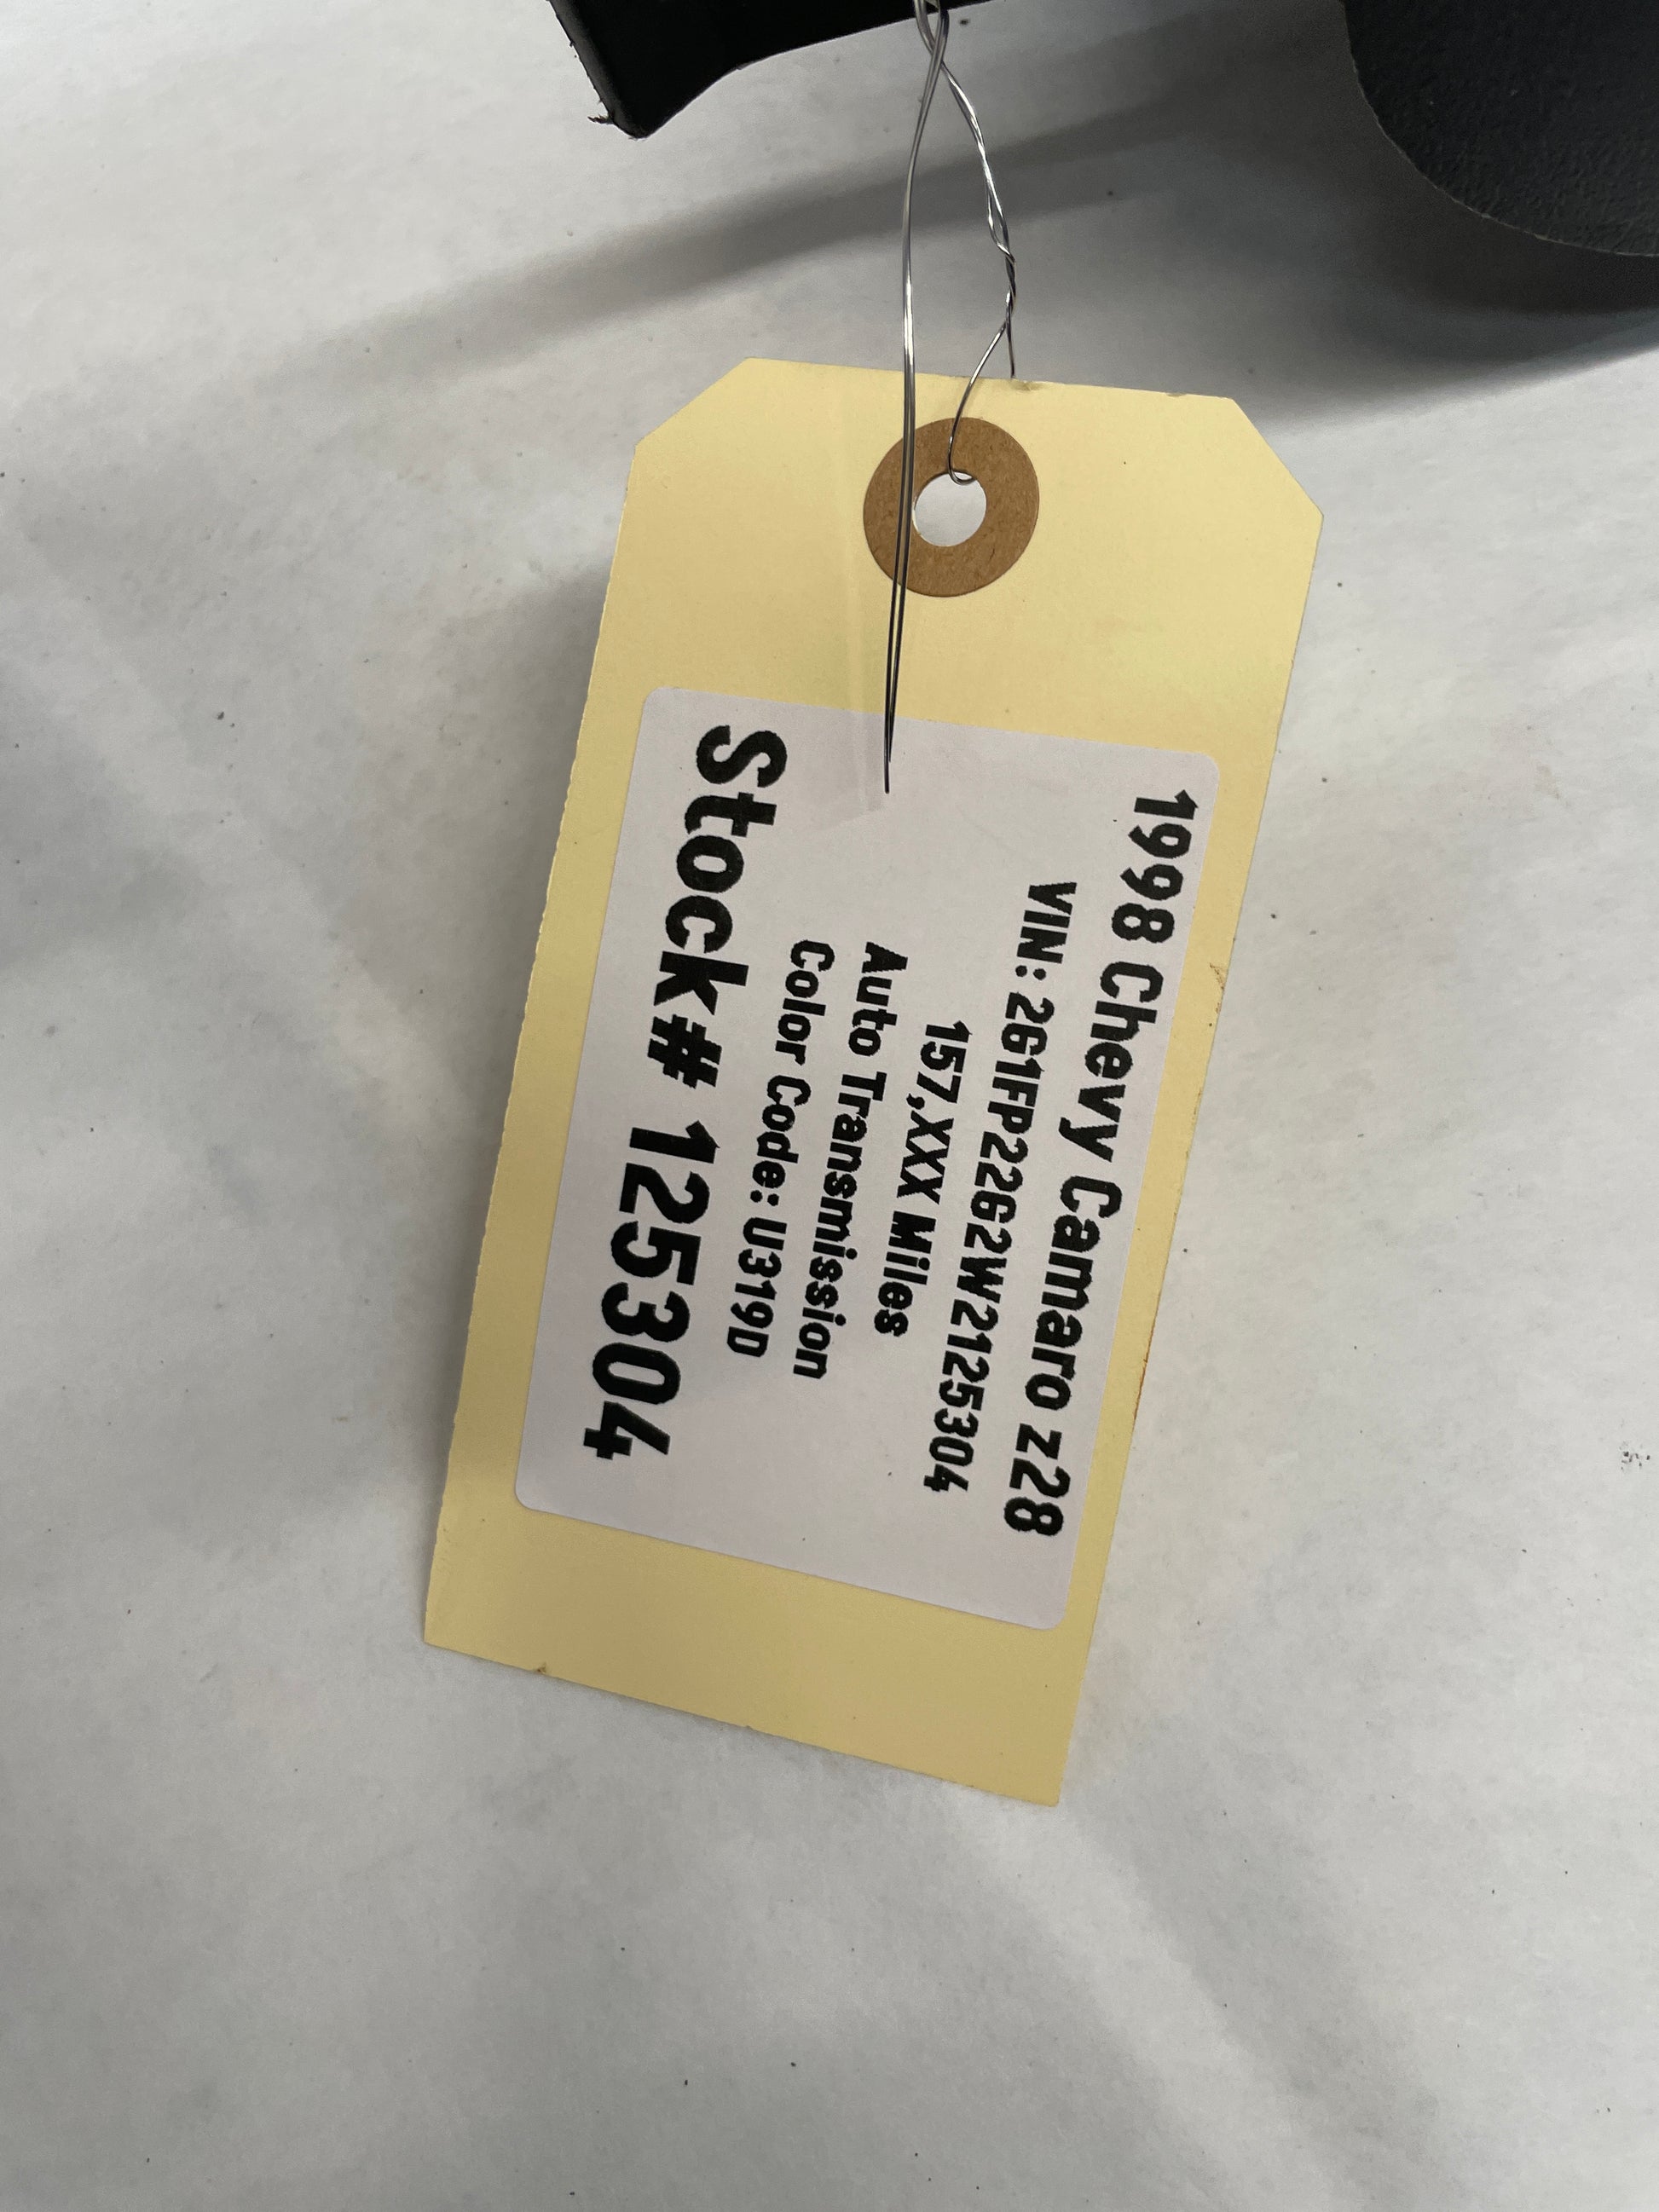 1998 Chevy Camaro z28
VIN: 2G1FP22G2W2125304
157,XXX Miles
Auto Transmission
Color Code: U319D
Stock# 125304